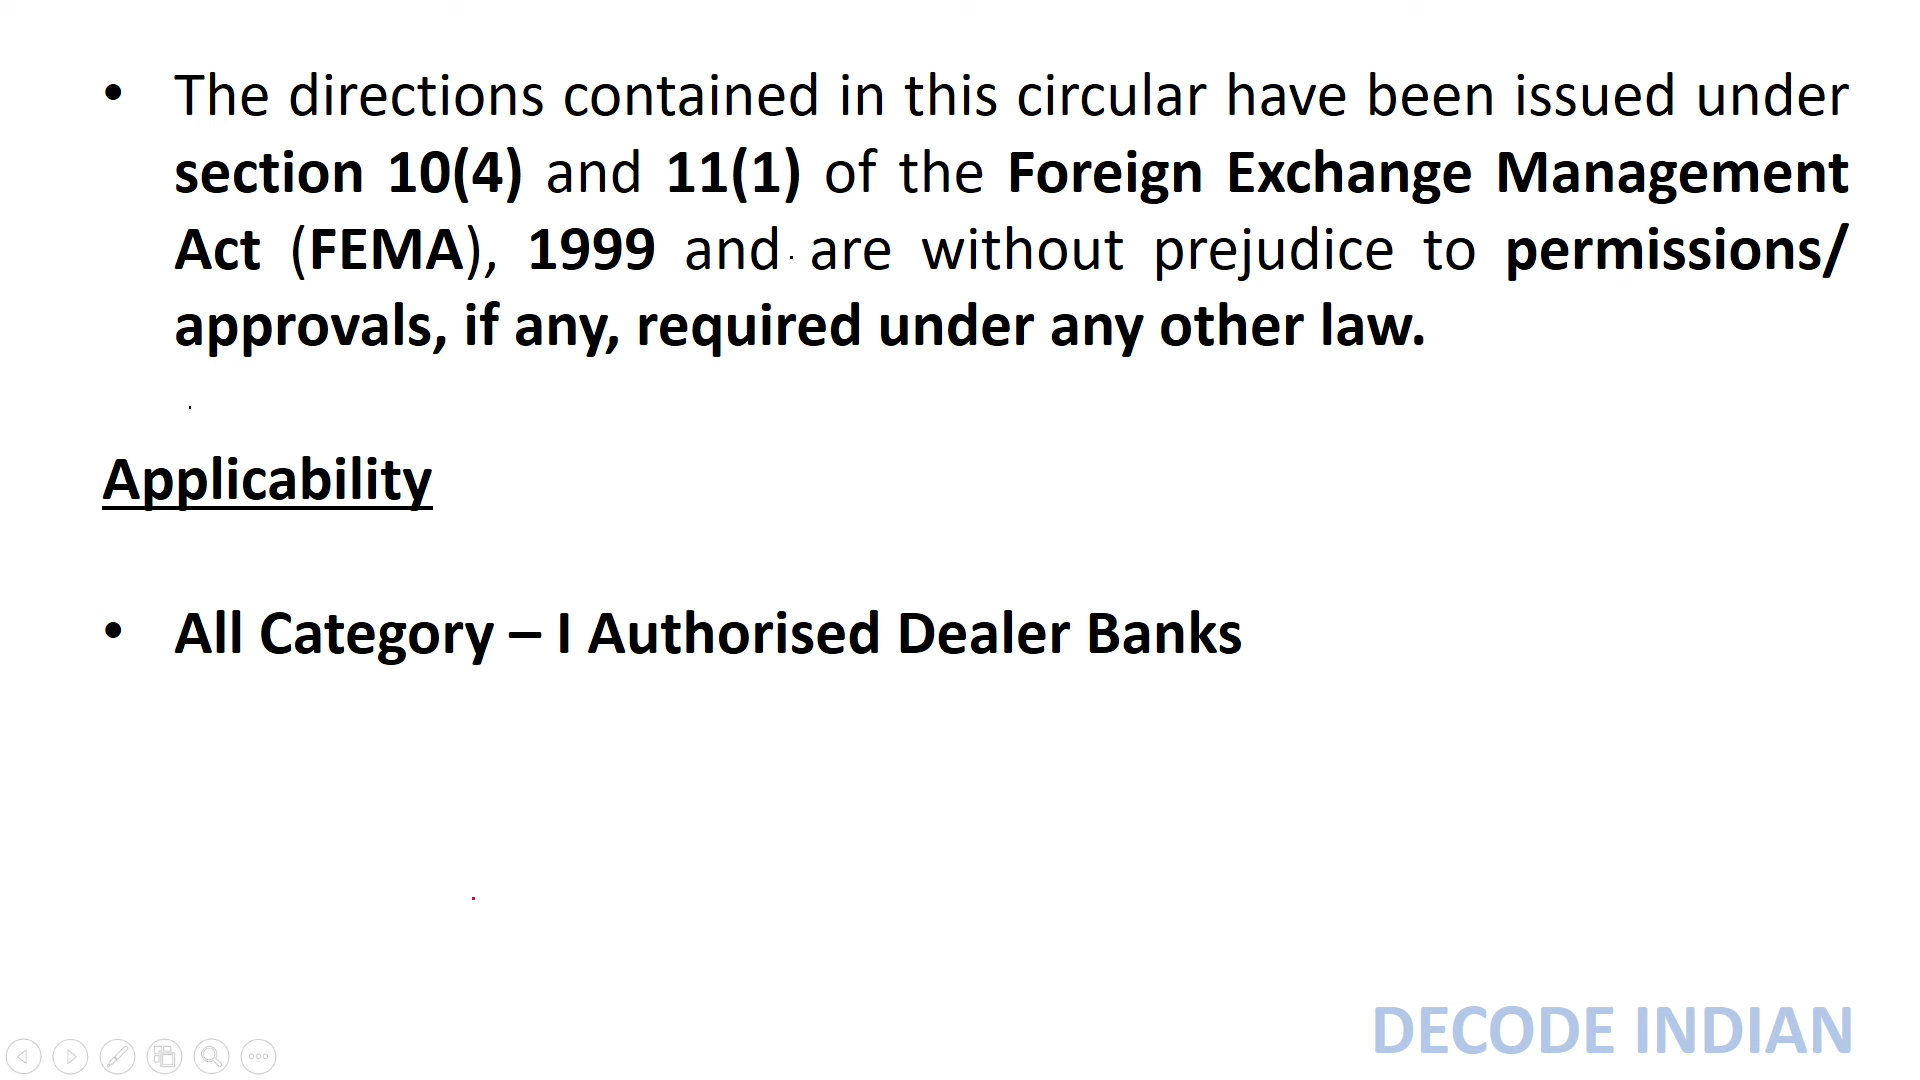 • The directions contained in this circular have been issued under
section 10(4) and 11(1) of the Foreign Exchange Management
Act (FEMA), 1999 and are without prejudice to permissions/
approvals, if any, required under any other law.
Applicability
• All Category – I Authorised Dealer Banks
DECODE INDIAN